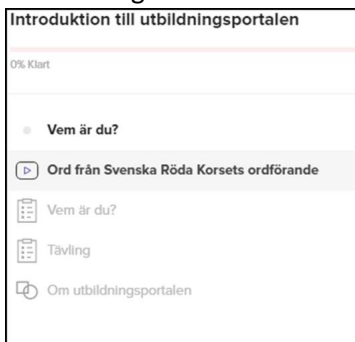 Introduktion till utbildningsportalen
0% Klart
Vem är du?
Ord från Svenska Röda Korsets ordförande
Vem är du?
Tävling
Om utbildningsportalen